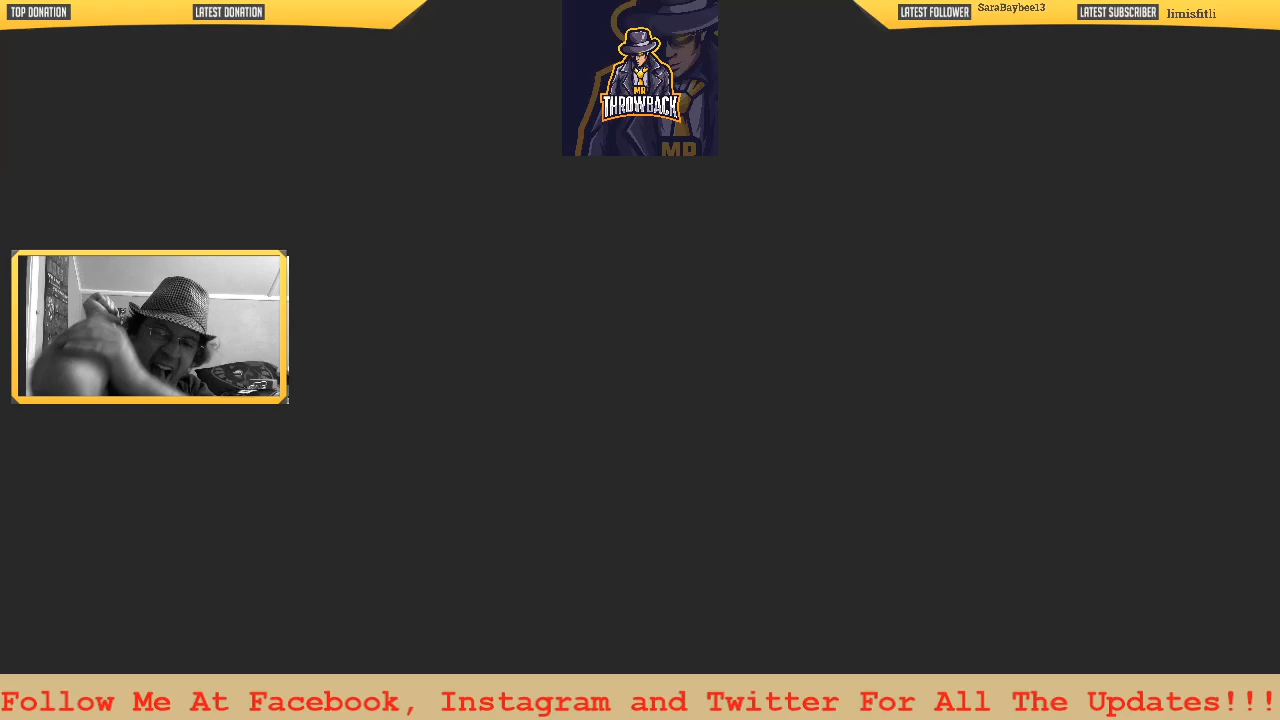 TOP DONATION
LATEST DONATION
LATEST FOLLOWER
SaraBaybee13
LATEST SUBSCRIBER
MR
THROWBACK
MR
Follow Me At Facebook, Instagram and Twitter For All The Updates!!!